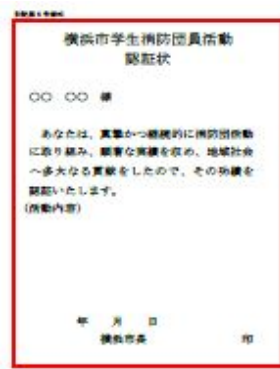 横浜市学生消防団員活動
認証状
○○ ○○ 様
あなたは、真摯かつ継続的に消防団活動
に取り組み、顕著な実績を収め、地域社会
へ多大なる貢献をしたので、その功績を
認証いたします。
(活動内容)
年 月 日
横浜市長 印